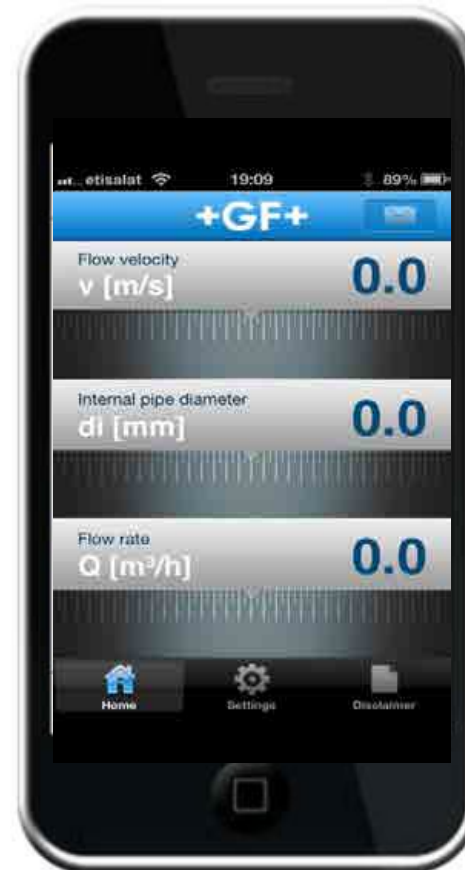 etisalat 19:09 89%
+GF+
Flow velocity
v [m/s] 0.0
Internal pipe diameter
di [mm] 0.0
Flow rate
Q [m³/h] 0.0
Home Settings Disclaimer